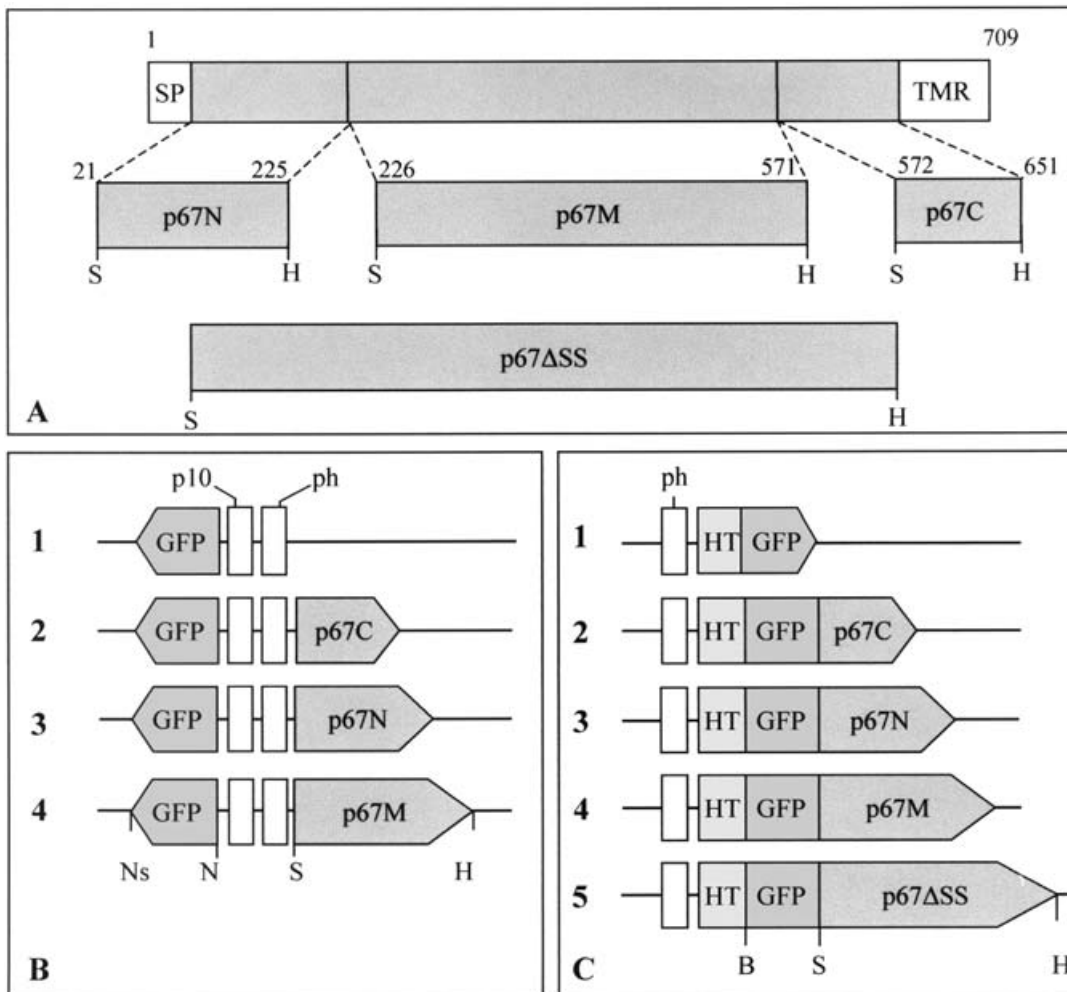 1 709
SP TMR
21 225 226 571 572 651
p67N p67M p67C
S H S H S H
p67ΔSS
S H
A
p10 ph
1 GFP
2 GFP p67C
3 GFP p67N
4 GFP p67M
Ns N S H
B
ph
1 HT GFP
2 HT GFP p67C
3 HT GFP p67N
4 HT GFP p67M
5 HT GFP p67ΔSS
B S H
C